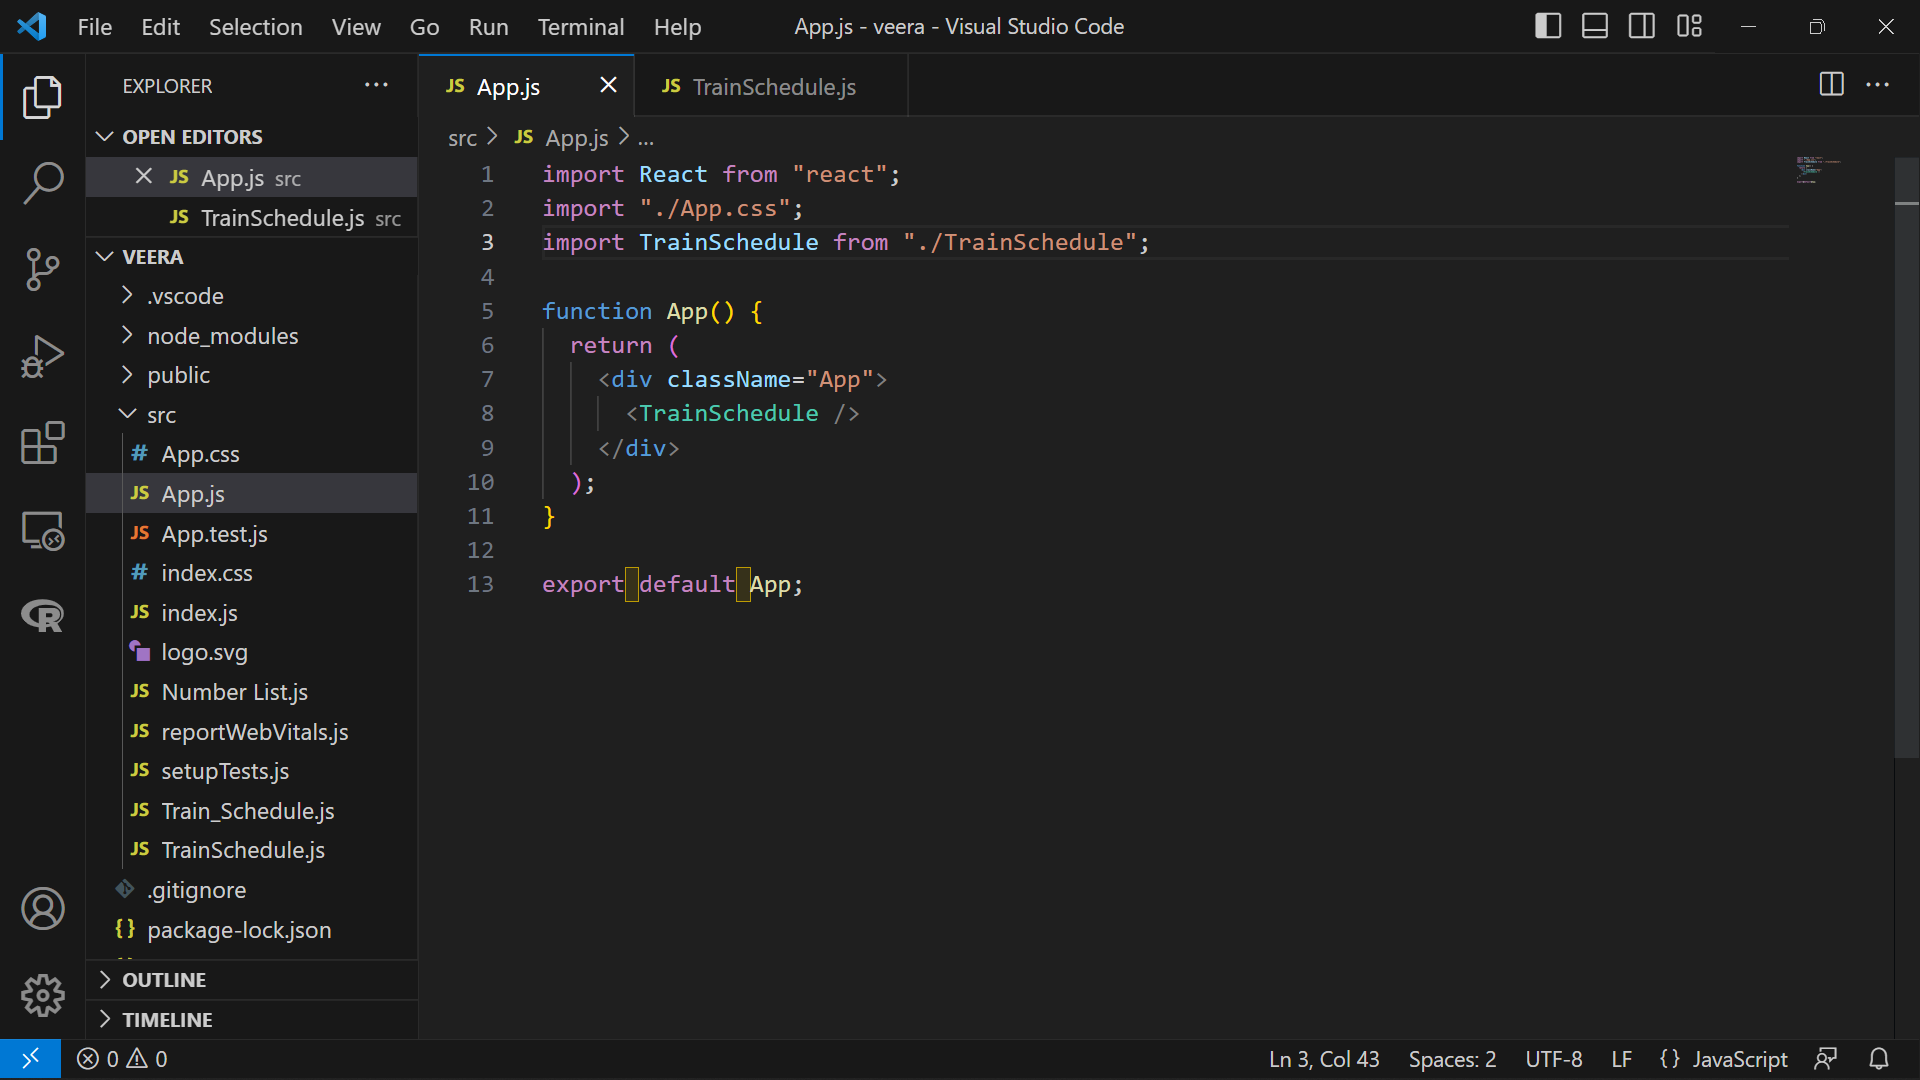 File Edit Selection View Go Run Terminal Help App.js - veera - Visual Studio Code
EXPLORER
OPEN EDITORS
JS App.js src
JS TrainSchedule.js src
VEERA
.vscode
node_modules
public
src
# App.css
JS App.js
JS App.test.js
# index.css
JS index.js
logo.svg
JS Number List.js
JS reportWebVitals.js
JS setupTests.js
JS Train_Schedule.js
JS TrainSchedule.js
.gitignore
{} package-lock.json
OUTLINE
TIMELINE
JS App.js
JS TrainSchedule.js
src > JS App.js > ...
1 import React from "react";
2 import "./App.css";
3 import TrainSchedule from "./TrainSchedule";
4
5 function App() {
6 return (
7 <div className="App">
8 <TrainSchedule />
9 </div>
10 );
11 }
12
13 export default App;
0 0
Ln 3, Col 43 Spaces: 2 UTF-8 LF {} JavaScript